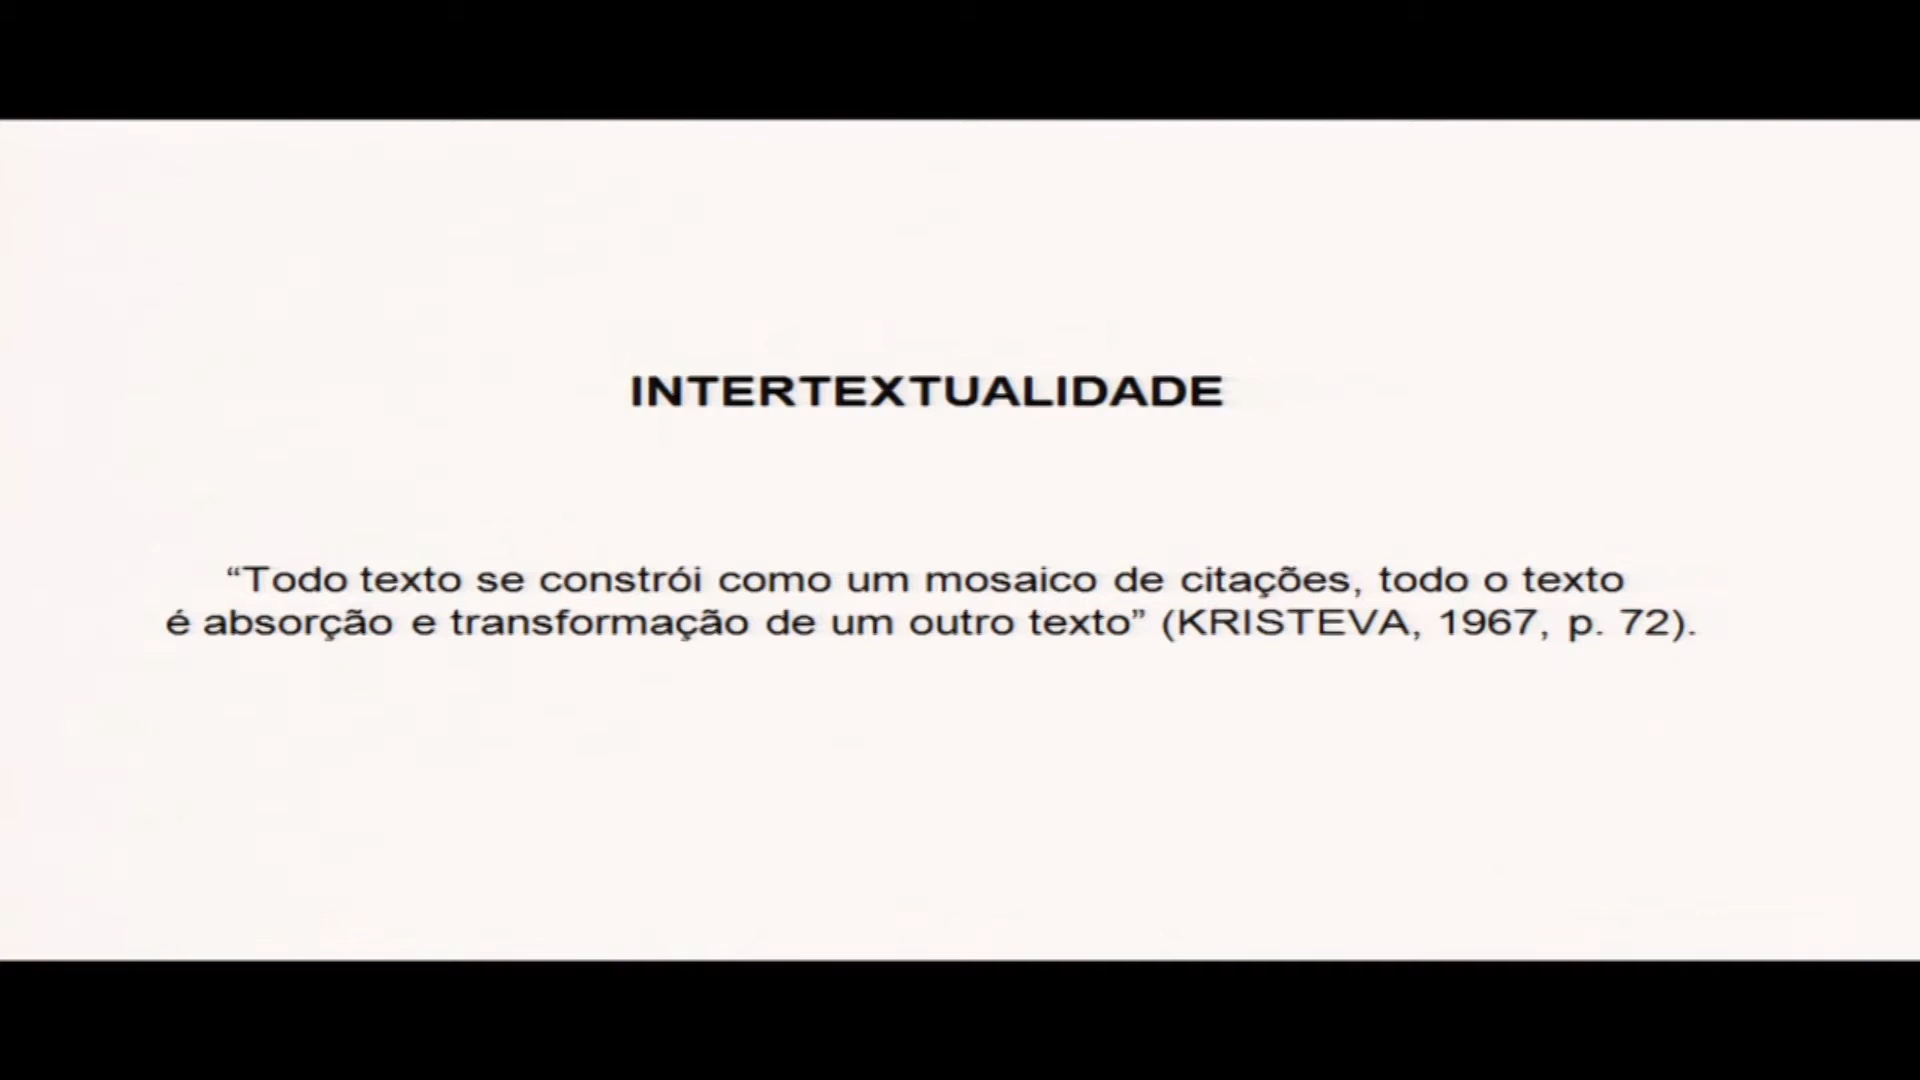 INTERTEXTUALIDADE
“Todo texto se constrói como um mosaico de citações, todo o texto
é absorção e transformação de um outro texto” (KRISTEVA, 1967, p. 72).